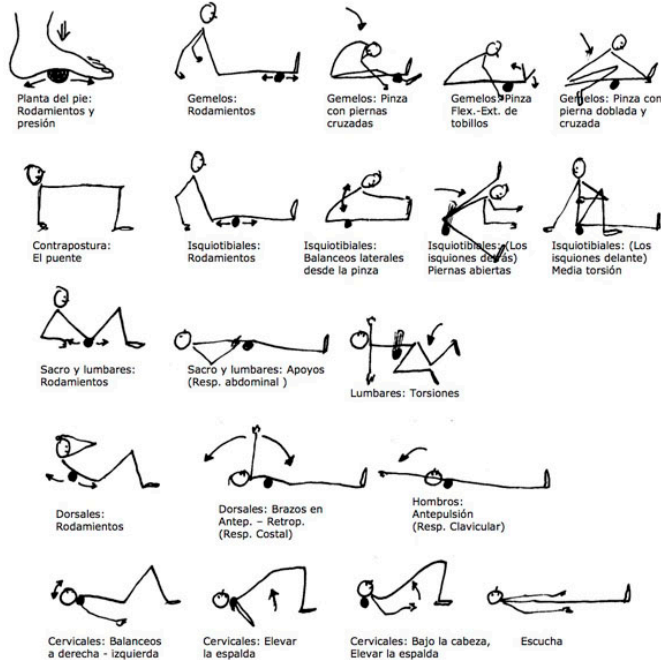 Planta del pie:
Rodamientos y
presión
Gemelos:
Rodamientos
Gemelos: Pinza
con piernas
cruzadas
Gemelos: Pinza
Flex.-Ext. de
tobillos
Gemelos: Pinza con
pierna doblada y
cruzada
Contrapostura:
El puente
Isquiotibiales:
Rodamientos
Isquiotibiales:
Balanceos laterales
desde la pinza
Isquiotibiales: (Los
isquiones detrás)
Piernas abiertas
Isquiotibiales: (Los
isquiones delante)
Media torsión
Sacro y lumbares:
Rodamientos
Sacro y lumbares: Apoyos
(Resp. abdominal )
Lumbares: Torsiones
Dorsales:
Rodamientos
Dorsales: Brazos en
Antep. – Retrop.
(Resp. Costal)
Hombros:
Antepulsión
(Resp. Clavicular)
Cervicales: Balanceos
a derecha - izquierda
Cervicales: Elevar
la espalda
Cervicales: Bajo la cabeza,
Elevar la espalda
Escucha